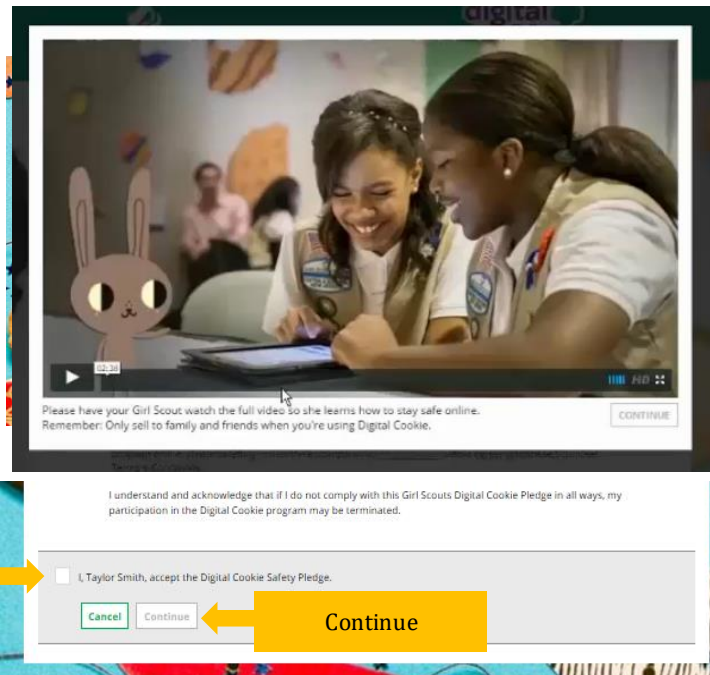 digital
02:38
HD
Please have your Girl Scout watch the full video so she learns how to stay safe online.
CONTINUE
Remember: Only sell to family and friends when you're using Digital Cookie.
I understand and acknowledge that if I do not comply with this Girl Scouts Digital Cookie Pledge in all ways, my
participation in the Digital Cookie program may be terminated.
I, Taylor Smith, accept the Digital Cookie Safety Pledge.
Cancel
Continue
Continue